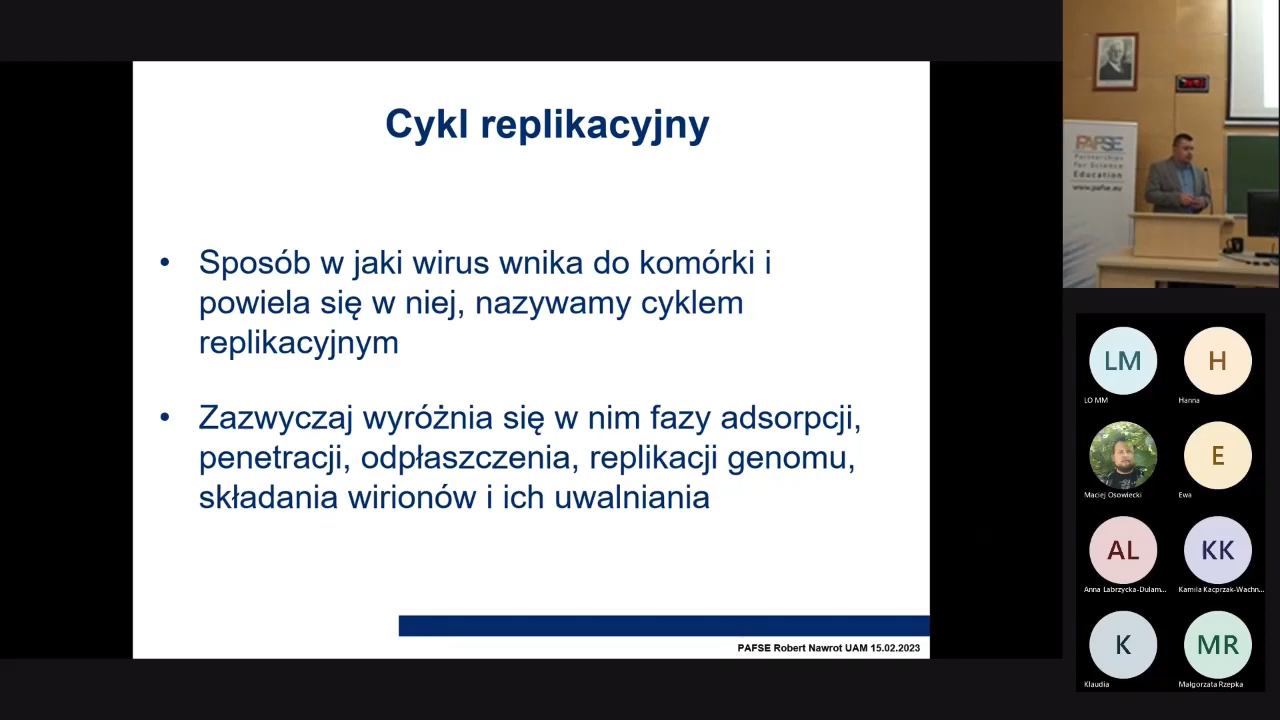 Cykl replikacyjny
• Sposób w jaki wirus wnika do komórki i
powiela się w niej, nazywamy cyklem
replikacyjnym
• Zazwyczaj wyróżnia się w nim fazy adsorpcji,
penetracji, odpłaszczenia, replikacji genomu,
składania wirionów i ich uwalniania
PAFSE Robert Nawrot UAM 15.02.2023
PAFSE
Partnerships
for Science
Education
www.pafse.eu
LM
LO MM
H
Hanna
Maciej Osowiecki
E
Ewa
AL
Anna Labrzycka-Dulam...
KK
Kamila Kacprzak-Wachn...
K
Klaudia
MR
Małgorzata Rzepka